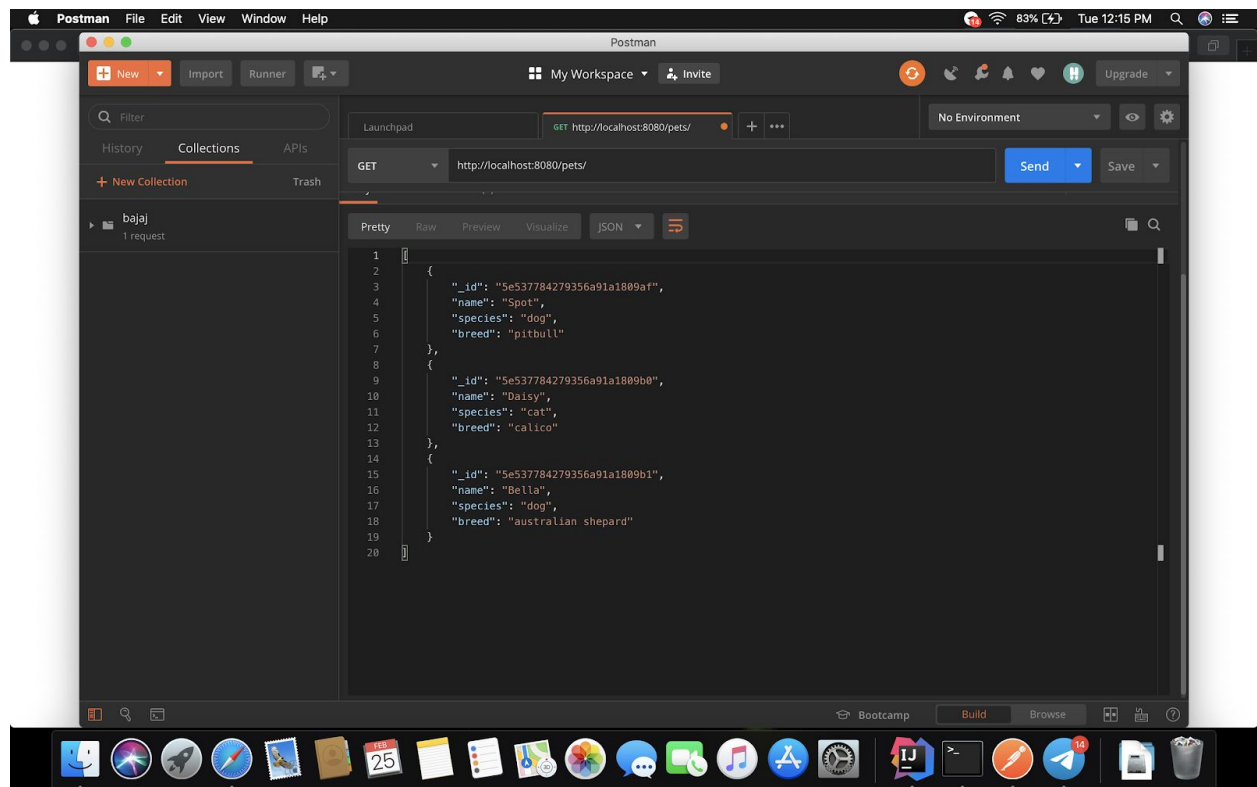 Postman File Edit View Window Help 83% Tue 12:15 PM
Postman
New Import Runner My Workspace Invite H Upgrade
Filter
Launchpad GET http://localhost:8080/pets/ No Environment
History Collections APIs
GET http://localhost:8080/pets/ Send Save
+ New Collection Trash
bajaj
1 request
Pretty Raw Preview Visualize JSON
1 [
2 {
3 "_id": "5e537784279356a91a1809af",
4 "name": "Spot",
5 "species": "dog",
6 "breed": "pitbull"
7 },
8 {
9 "_id": "5e537784279356a91a1809b0",
10 "name": "Daisy",
11 "species": "cat",
12 "breed": "calico"
13 },
14 {
15 "_id": "5e537784279356a91a1809b1",
16 "name": "Bella",
17 "species": "dog",
18 "breed": "australian shepard"
19 }
20 ]
Bootcamp Build Browse
FEB
25
IJ
>_
14